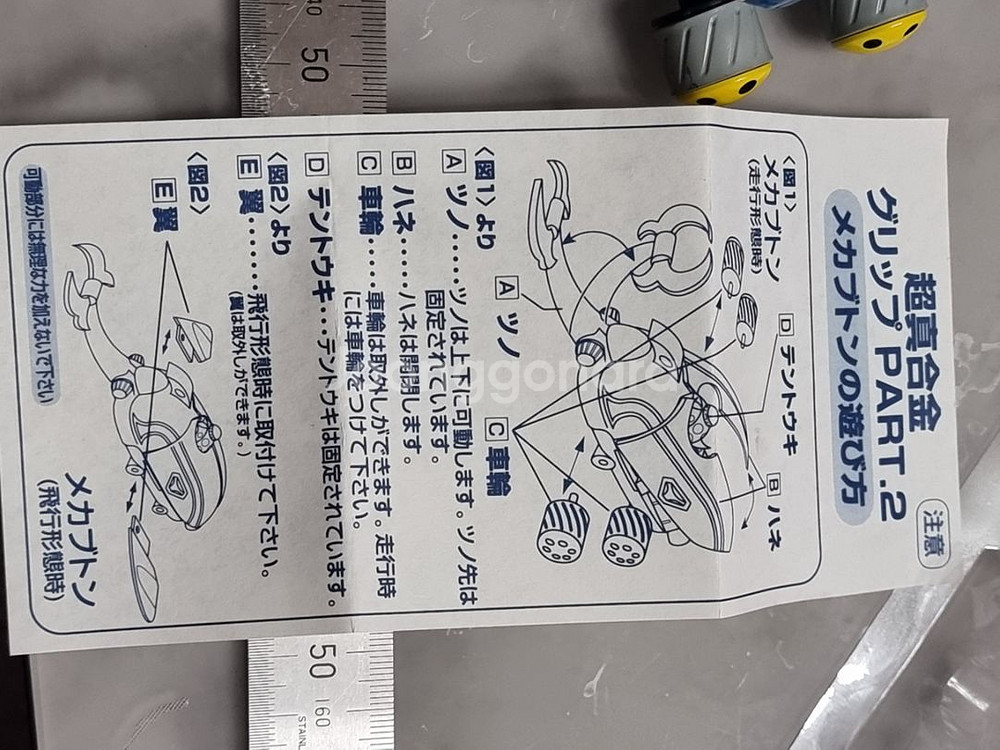 注意
超真合金
グリップ PART.2
メカブトンの遊び方
〈図1〉
メカブトン
(走行形態時)
D テントウキ
B ハネ
A ツノ
C 車輪
〈図1〉より
A ツノ‥‥ツノは上下に可動します。ツノ先は
固定されています。
B ハネ‥‥ハネは開閉します。
C 車輪‥‥車輪は取外しができます。走行時
には車輪をつけて下さい。
D テントウキ‥テントウキは固定されています。
〈図2〉より
E 翼‥‥‥飛行形態時に取付けて下さい。
(翼は取外しができます。)
〈図2〉
E 翼
メカブトン
(飛行形態時)
可動部分には無理な力を加えないで下さい
40
50
50
160
STAINL